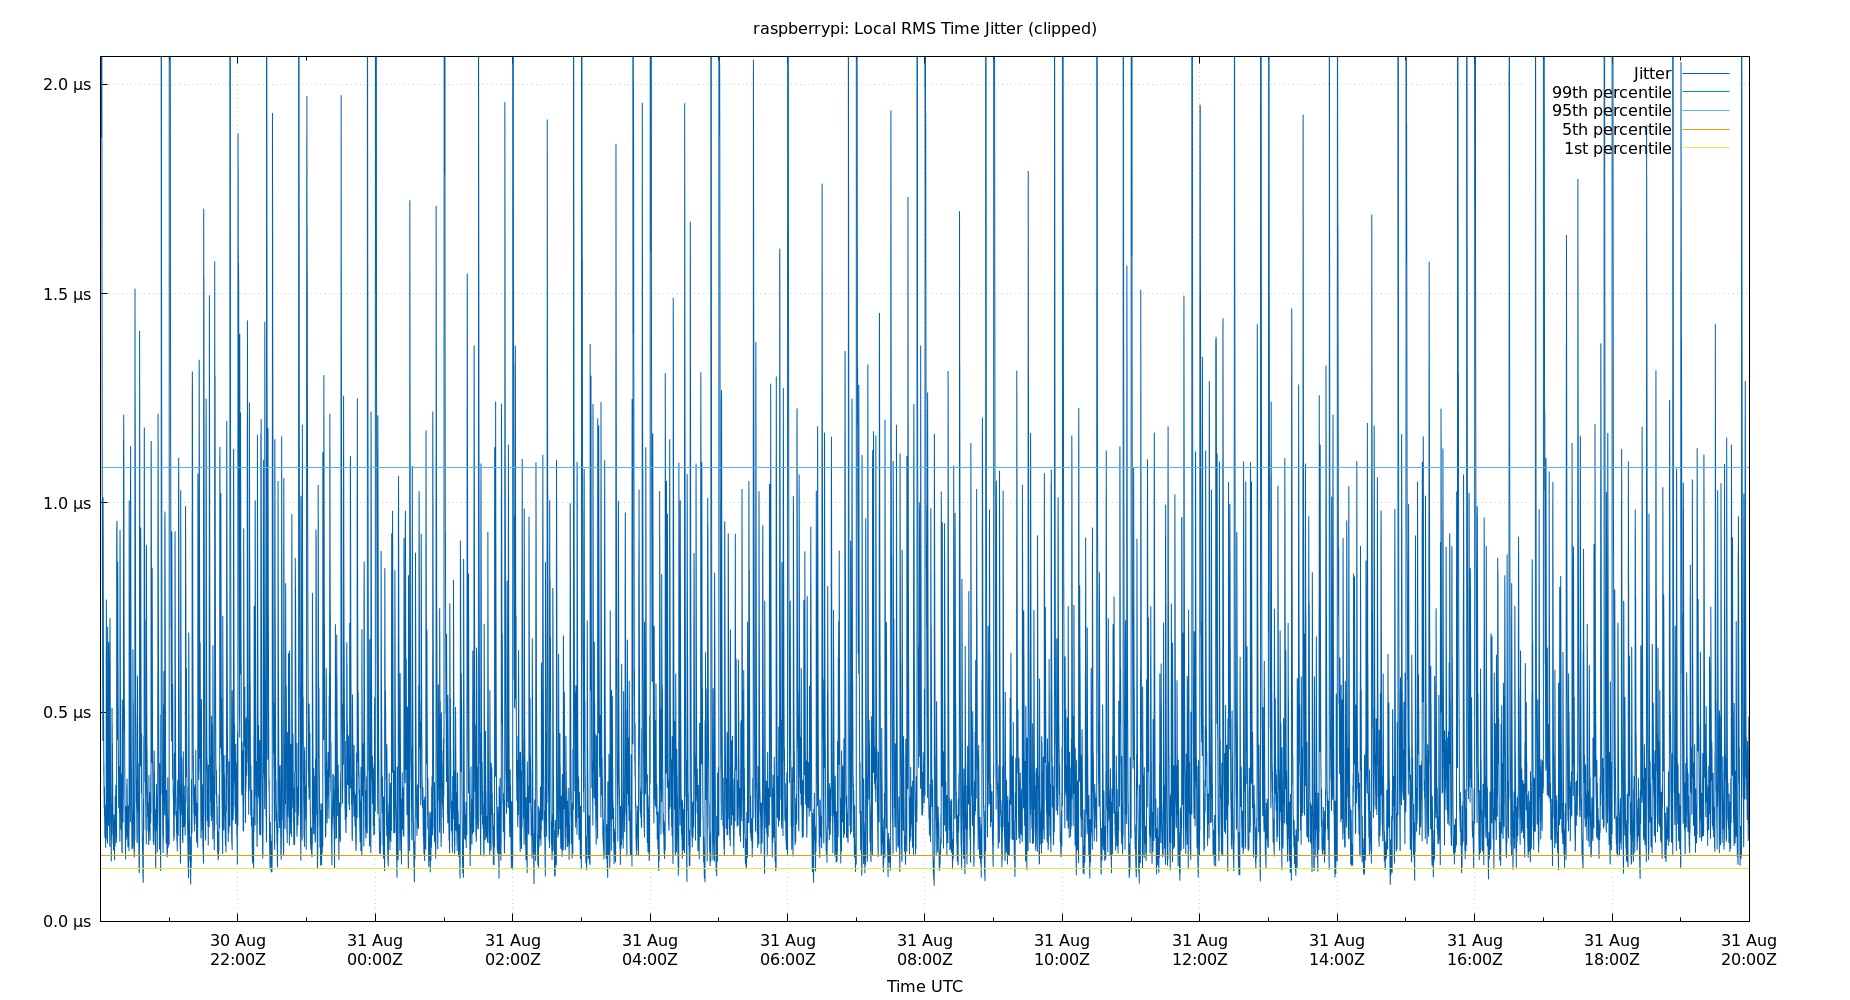 raspberrypi: Local RMS Time Jitter (clipped)
2.0 µs
1.5 µs
1.0 µs
0.5 µs
0.0 µs
Jitter
99th percentile
95th percentile
5th percentile
1st percentile
30 Aug
22:00Z
31 Aug
00:00Z
31 Aug
02:00Z
31 Aug
04:00Z
31 Aug
06:00Z
31 Aug
08:00Z
31 Aug
10:00Z
31 Aug
12:00Z
31 Aug
14:00Z
31 Aug
16:00Z
31 Aug
18:00Z
31 Aug
20:00Z
Time UTC